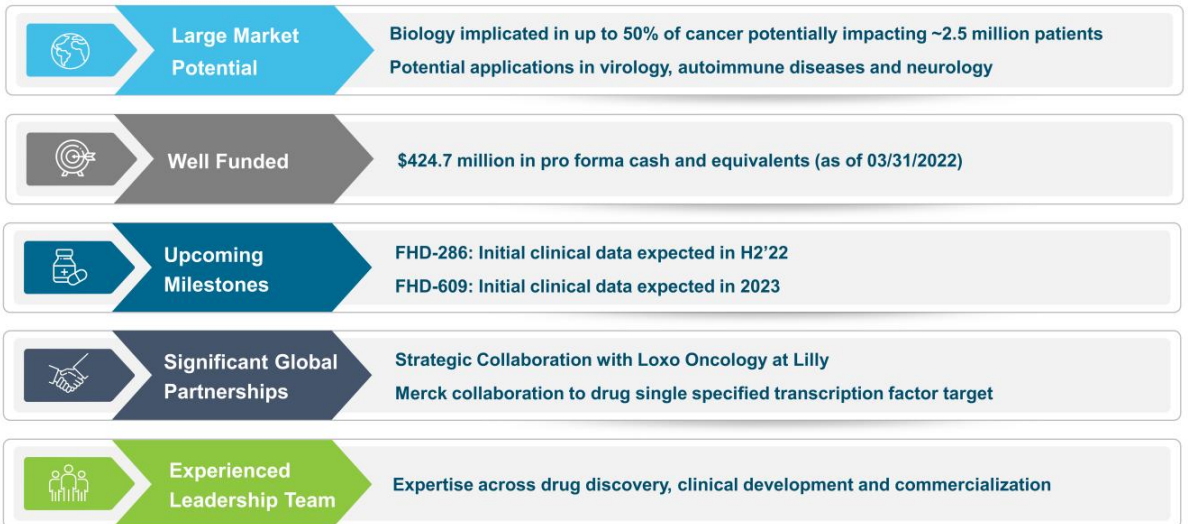 Large Market
Potential
Biology implicated in up to 50% of cancer potentially impacting ~2.5 million patients
Potential applications in virology, autoimmune diseases and neurology
Well Funded
$424.7 million in pro forma cash and equivalents (as of 03/31/2022)
Upcoming
Milestones
FHD-286: Initial clinical data expected in H2’22
FHD-609: Initial clinical data expected in 2023
Significant Global
Partnerships
Strategic Collaboration with Loxo Oncology at Lilly
Merck collaboration to drug single specified transcription factor target
Experienced
Leadership Team
Expertise across drug discovery, clinical development and commercialization